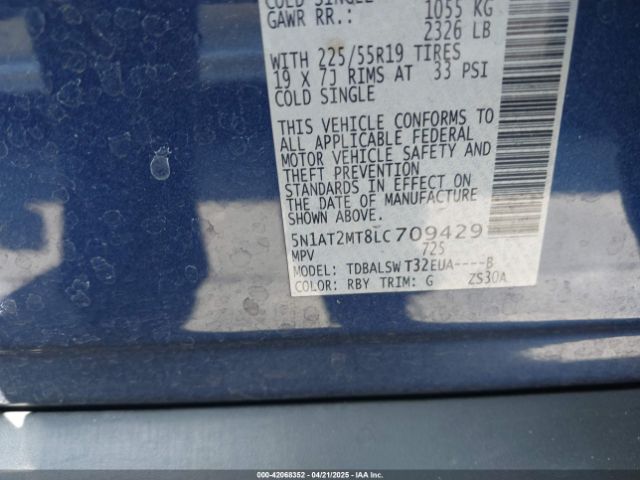 COLD SINGLE
GAWR RR.: 1055 KG
2326 LB
WITH 225/55R19 TIRES
19 X 7J RIMS AT 33 PSI
COLD SINGLE
THIS VEHICLE CONFORMS TO
ALL APPLICABLE FEDERAL
MOTOR VEHICLE SAFETY AND
THEFT PREVENTION
STANDARDS IN EFFECT ON
THE DATE OF MANUFACTURE
SHOWN ABOVE.
5N1AT2MT8LC709429
MPV 725
MODEL: TDBALSW T32EUA----B
COLOR: RBY TRIM: G ZS30A
000-42068352 - 04/21/2025 - IAA Inc.